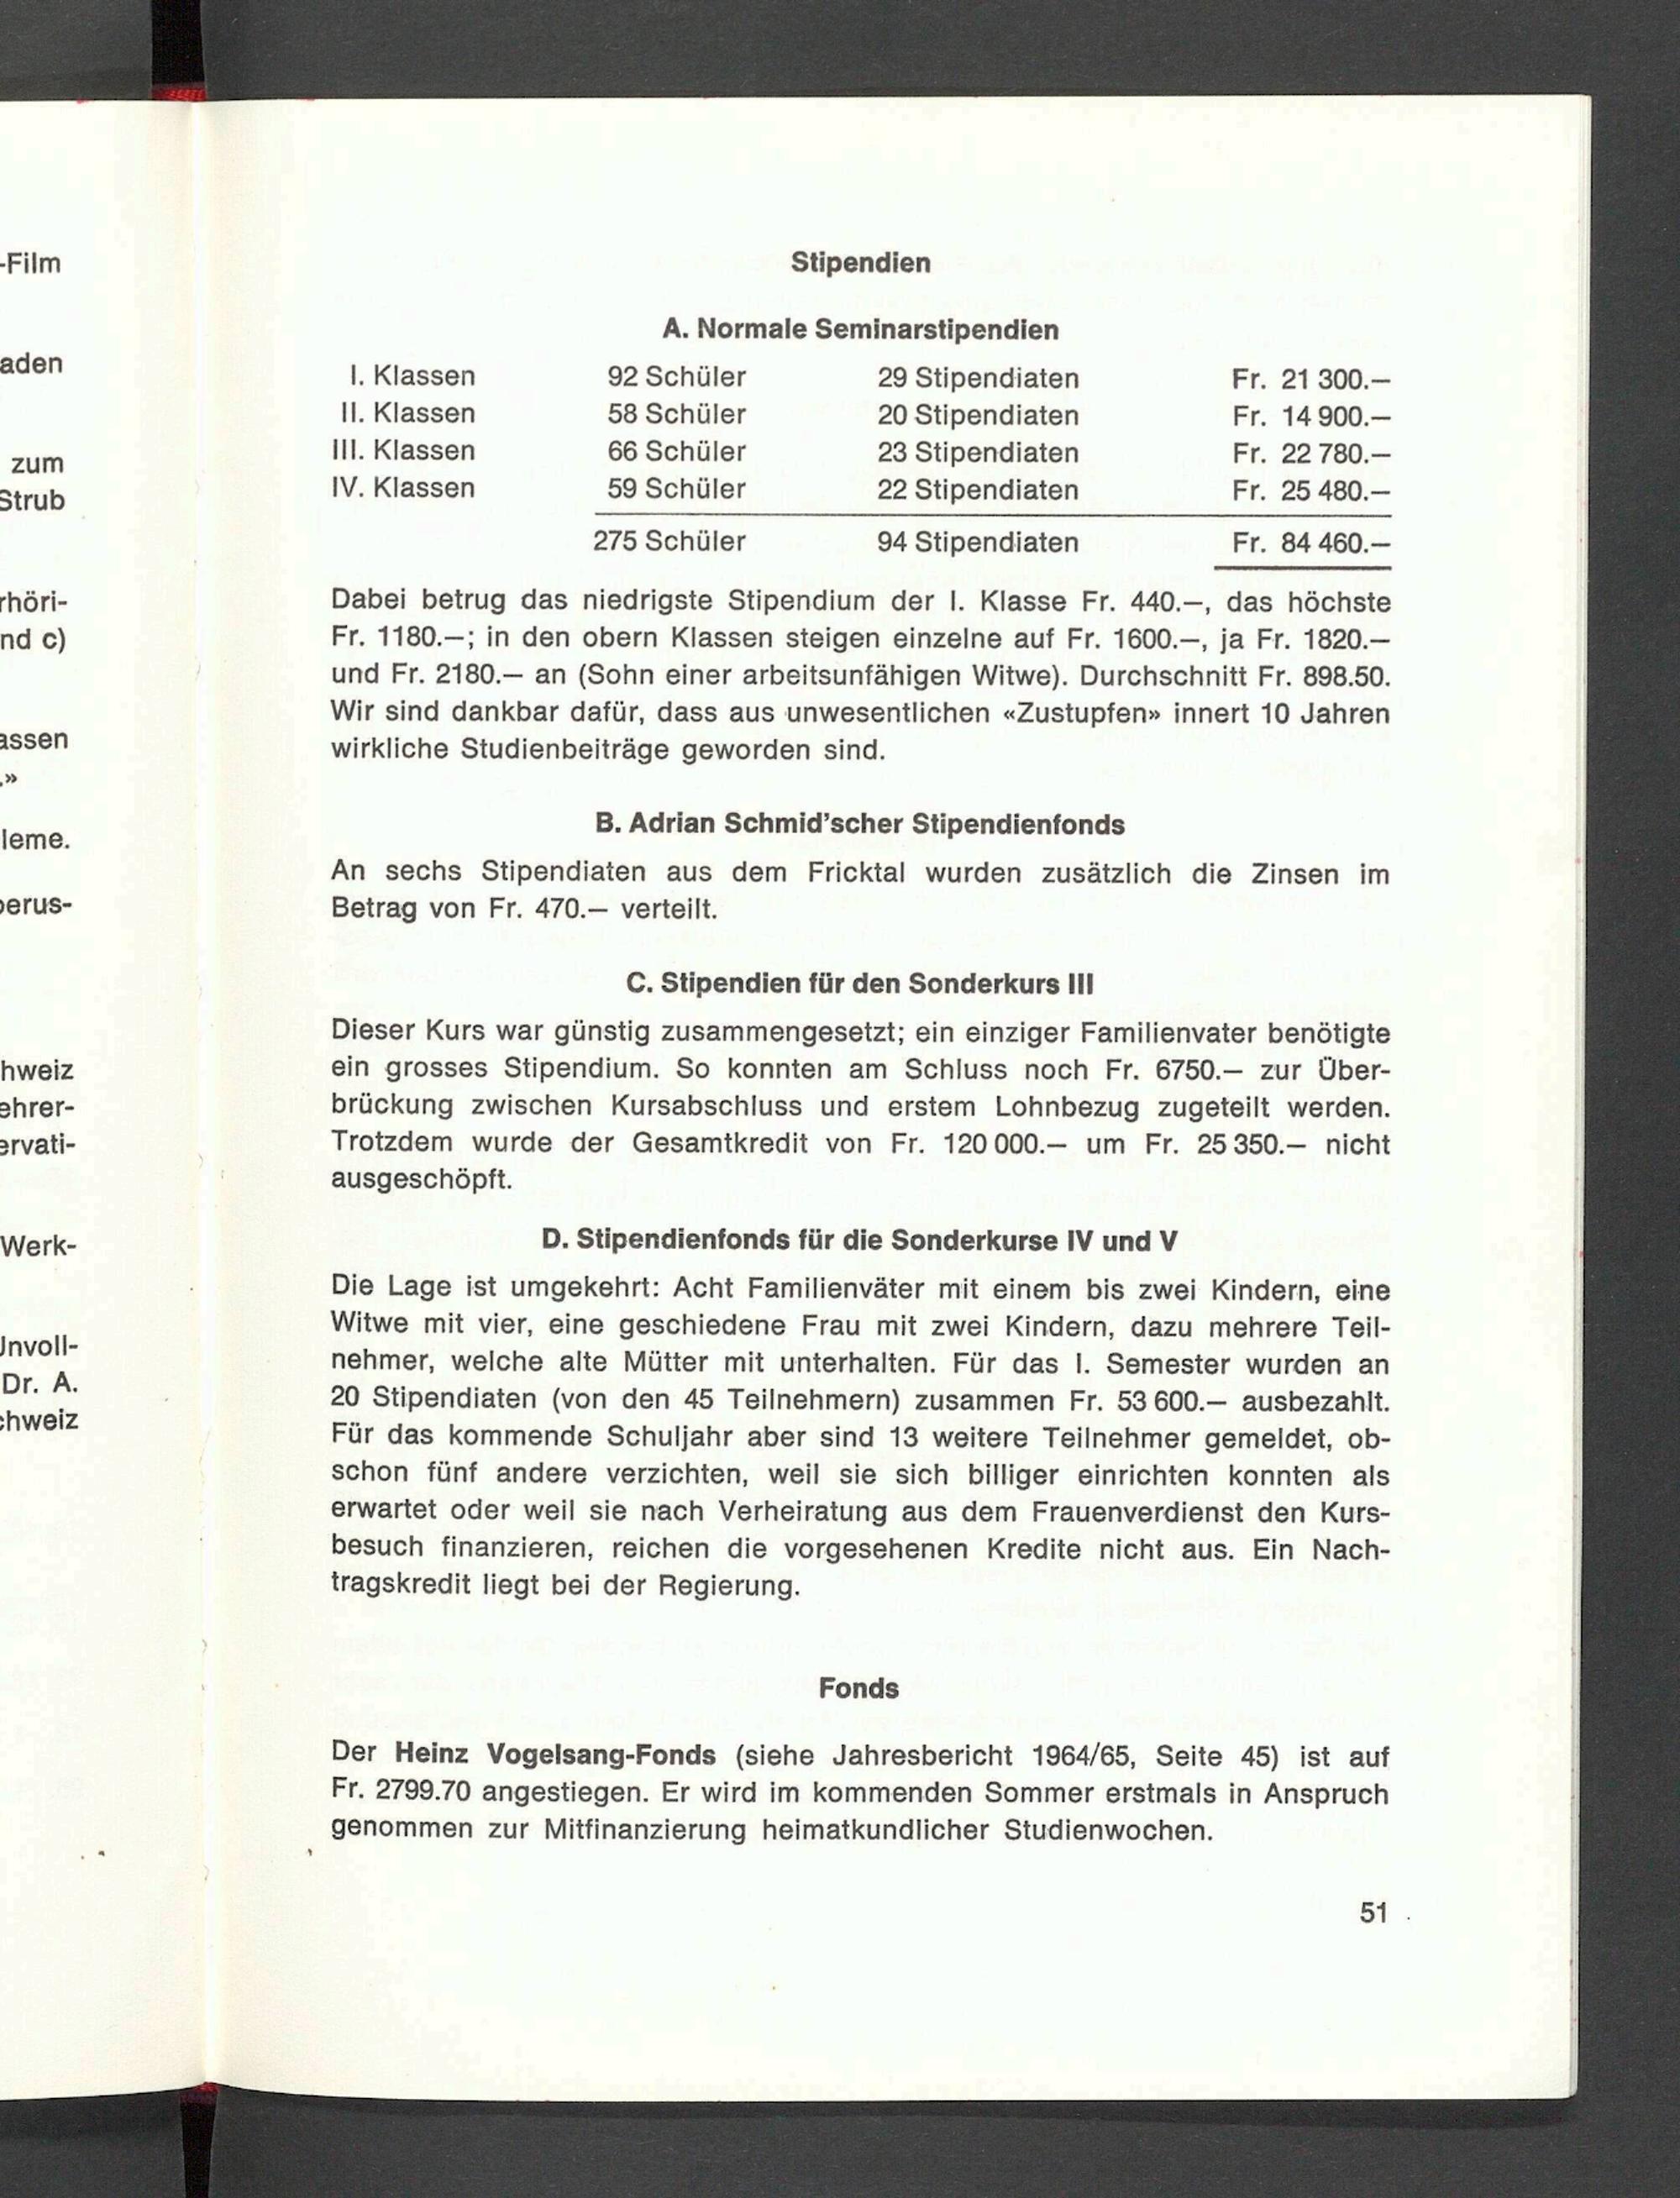 -Film
aden
zum
Strub
rhöri-
nd c)
assen
.»
leme.
erus-
hweiz
ehrer-
ervati-
Werk-
nvoll-
Dr. A.
chweiz
Stipendien
A. Normale Seminarstipendien
I. Klassen 92 Schüler 29 Stipendiaten Fr. 21 300.—
II. Klassen 58 Schüler 20 Stipendiaten Fr. 14 900.—
III. Klassen 66 Schüler 23 Stipendiaten Fr. 22 780.—
IV. Klassen 59 Schüler 22 Stipendiaten Fr. 25 480.—
275 Schüler 94 Stipendiaten Fr. 84 460.—
Dabei betrug das niedrigste Stipendium der I. Klasse Fr. 440.—, das höchste
Fr. 1180.—; in den obern Klassen steigen einzelne auf Fr. 1600.—, ja Fr. 1820.—
und Fr. 2180.— an (Sohn einer arbeitsunfähigen Witwe). Durchschnitt Fr. 898.50.
Wir sind dankbar dafür, dass aus unwesentlichen «Zustupfen» innert 10 Jahren
wirkliche Studienbeiträge geworden sind.
B. Adrian Schmid'scher Stipendienfonds
An sechs Stipendiaten aus dem Fricktal wurden zusätzlich die Zinsen im
Betrag von Fr. 470.— verteilt.
C. Stipendien für den Sonderkurs III
Dieser Kurs war günstig zusammengesetzt; ein einziger Familienvater benötigte
ein grosses Stipendium. So konnten am Schluss noch Fr. 6750.— zur Über-
brückung zwischen Kursabschluss und erstem Lohnbezug zugeteilt werden.
Trotzdem wurde der Gesamtkredit von Fr. 120 000.— um Fr. 25 350.— nicht
ausgeschöpft.
D. Stipendienfonds für die Sonderkurse IV und V
Die Lage ist umgekehrt: Acht Familienväter mit einem bis zwei Kindern, eine
Witwe mit vier, eine geschiedene Frau mit zwei Kindern, dazu mehrere Teil-
nehmer, welche alte Mütter mit unterhalten. Für das I. Semester wurden an
20 Stipendiaten (von den 45 Teilnehmern) zusammen Fr. 53 600.— ausbezahlt.
Für das kommende Schuljahr aber sind 13 weitere Teilnehmer gemeldet, ob-
schon fünf andere verzichten, weil sie sich billiger einrichten konnten als
erwartet oder weil sie nach Verheiratung aus dem Frauenverdienst den Kurs-
besuch finanzieren, reichen die vorgesehenen Kredite nicht aus. Ein Nach-
tragskredit liegt bei der Regierung.
Fonds
Der Heinz Vogelsang-Fonds (siehe Jahresbericht 1964/65, Seite 45) ist auf
Fr. 2799.70 angestiegen. Er wird im kommenden Sommer erstmals in Anspruch
genommen zur Mitfinanzierung heimatkundlicher Studienwochen.
51